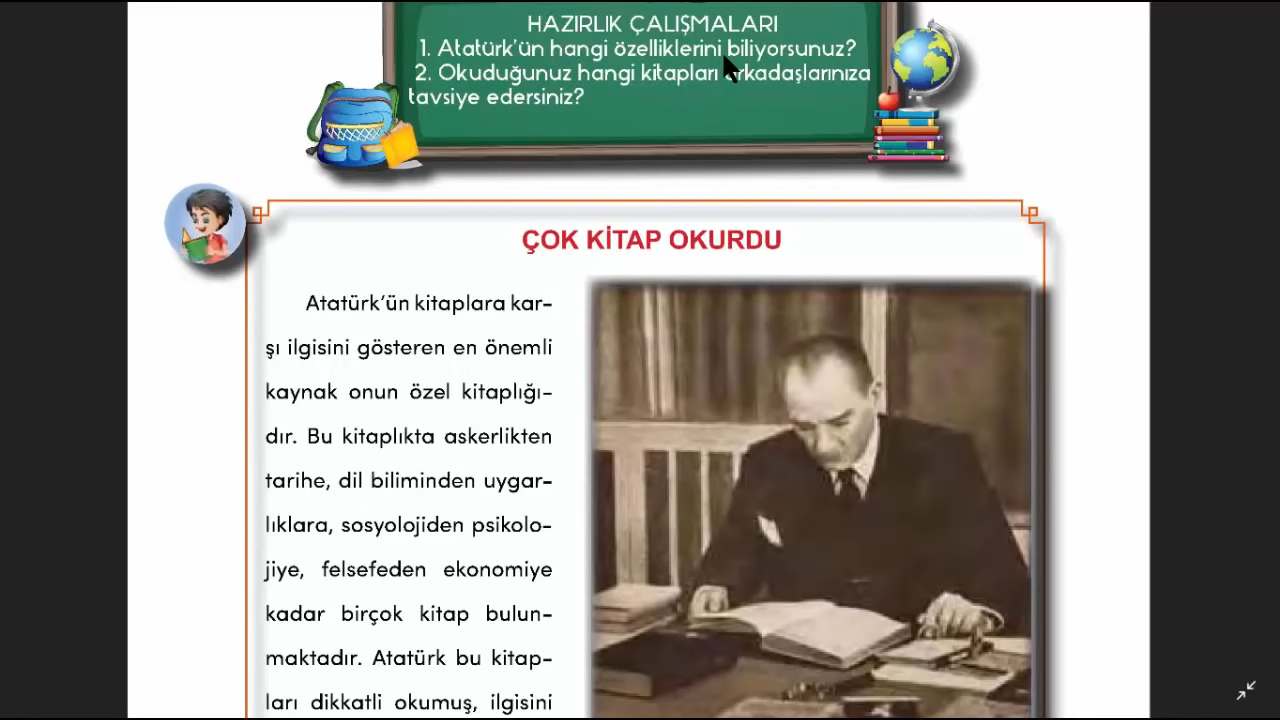 HAZIRLIK ÇALIŞMALARI
1. Atatürk'ün hangi özelliklerini biliyorsunuz?
2. Okuduğunuz hangi kitapları arkadaşlarınıza
tavsiye edersiniz?
ÇOK KİTAP OKURDU
Atatürk'ün kitaplara kar-
şı ilgisini gösteren en önemli
kaynak onun özel kitaplığı-
dır. Bu kitaplıkta askerlikten
tarihe, dil biliminden uygar-
lıklara, sosyolojiden psikolo-
jiye, felsefeden ekonomiye
kadar birçok kitap bulun-
maktadır. Atatürk bu kitap-
ları dikkatli okumuş, ilgisini